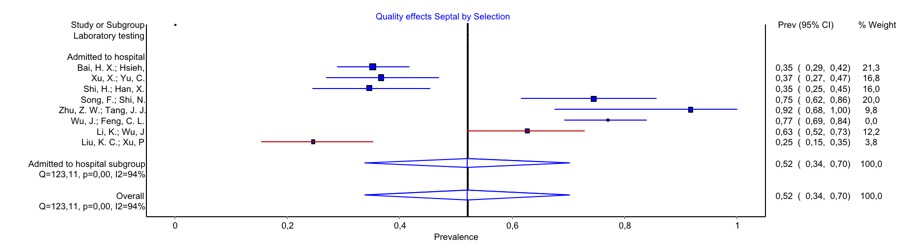 Quality effects Septal by Selection
Study or Subgroup Prev (95% CI) % Weight
Laboratory testing
Admitted to hospital
Bai, H. X.; Hsieh, 0,35 ( 0,29, 0,42) 21,3
Xu, X.; Yu, C. 0,37 ( 0,27, 0,47) 16,8
Shi, H.; Han, X. 0,35 ( 0,25, 0,45) 16,0
Song, F.; Shi, N. 0,75 ( 0,62, 0,86) 20,0
Zhu, Z. W.; Tang, J. J. 0,92 ( 0,68, 1,00) 9,8
Wu, J.; Feng, C. L. 0,77 ( 0,69, 0,84) 0,0
Li, K.; Wu, J 0,63 ( 0,52, 0,73) 12,2
Liu, K. C.; Xu, P 0,25 ( 0,15, 0,35) 3,8
Admitted to hospital subgroup 0,52 ( 0,34, 0,70) 100,0
Q=123,11, p=0,00, I2=94%
Overall 0,52 ( 0,34, 0,70) 100,0
Q=123,11, p=0,00, I2=94%
0 0,2 0,4 0,6 0,8 1
Prevalence